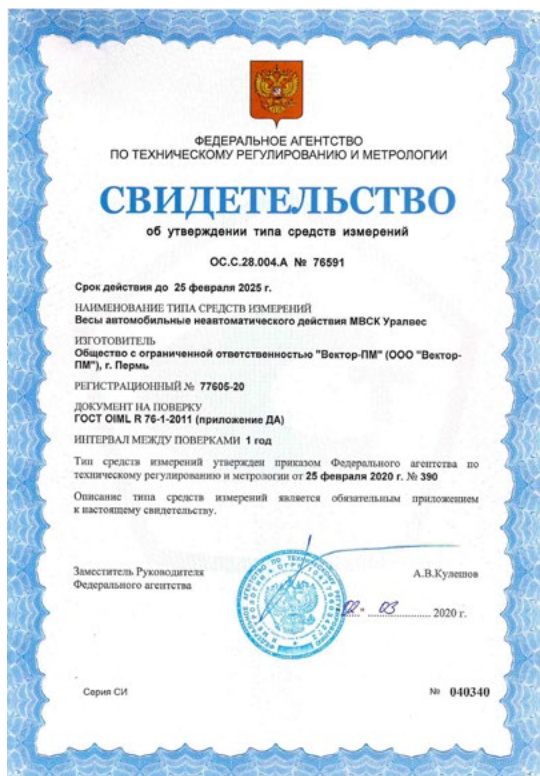 ФЕДЕРАЛЬНОЕ АГЕНТСТВО
ПО ТЕХНИЧЕСКОМУ РЕГУЛИРОВАНИЮ И МЕТРОЛОГИИ
СВИДЕТЕЛЬСТВО
об утверждении типа средств измерений
ОС.С.28.004.А № 76591
Срок действия до 25 февраля 2025 г.
НАИМЕНОВАНИЕ ТИПА СРЕДСТВ ИЗМЕРЕНИЙ
Весы автомобильные неавтоматического действия МВСК Уралвес
ИЗГОТОВИТЕЛЬ
Общество с ограниченной ответственностью "Вектор-ПМ" (ООО "Вектор-
ПМ"), г. Пермь
РЕГИСТРАЦИОННЫЙ № 77605-20
ДОКУМЕНТ НА ПОВЕРКУ
ГОСТ OIML R 76-1-2011 (приложение ДА)
ИНТЕРВАЛ МЕЖДУ ПОВЕРКАМИ 1 год
Тип средств измерений утвержден приказом Федерального агентства по
техническому регулированию и метрологии от 25 февраля 2020 г. № 390
Описание типа средств измерений является обязательным приложением
к настоящему свидетельству.
Заместитель Руководителя
Федерального агентства
А.В.Кулешов
02 " 03 2020 г.
Серия СИ
№ 040340